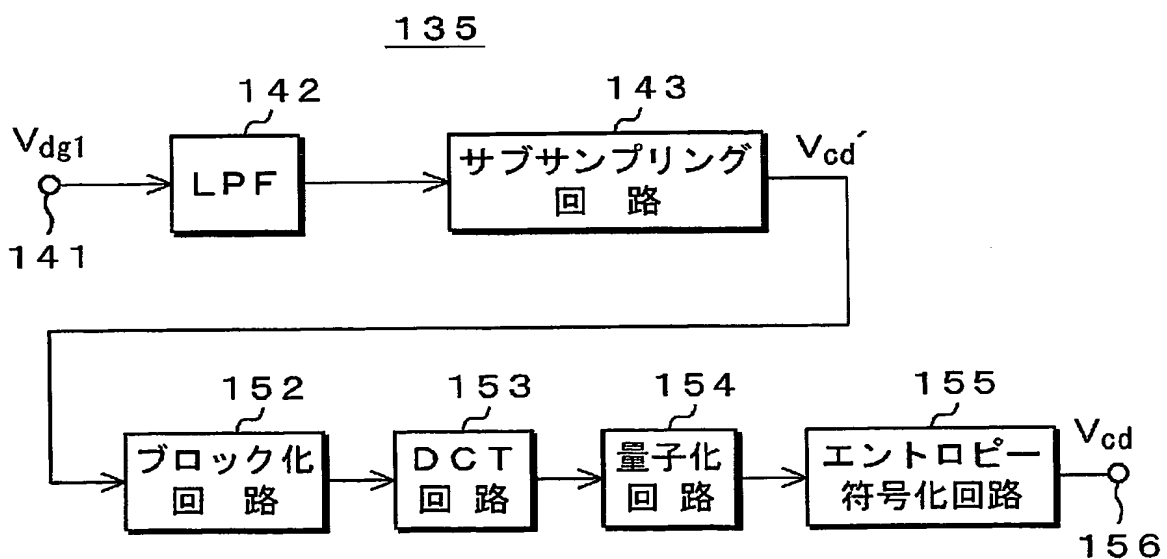 135
142
143
Vdg1
LPF
サブサンプリング
回 路
Vcd´
141
152
153
154
155
ブロック化
回 路
DCT
回 路
量子化
回 路
エントロピー
符号化回路
Vcd
156